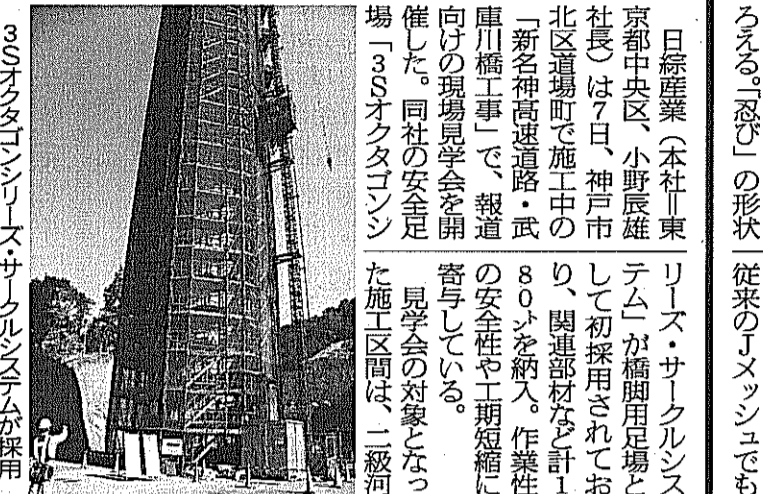 ろえる。「忍び」の形状
従来のJメッシュでも
日綜産業（本社＝東
京都中央区、小野辰雄
社長）は7日、神戸市
北区道場町で施工中の
「新名神高速道路・武
庫川橋工事」で、報道
向けの現場見学会を開
催した。同社の安全足
場「3Sオクタゴンシ
リーズ・サークルシス
テム」が橋脚用足場と
して初採用されてお
り、関連部材など計1
80㌧を納入。作業性
の安全性や工期短縮に
寄与している。
見学会の対象となっ
た施工区間は、二級河
3Sオクタゴンシリーズ・サークルシステムが採用